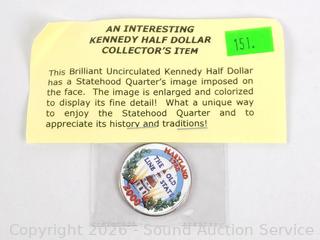 AN INTERESTING
KENNEDY HALF DOLLAR
COLLECTOR'S ITEM
151.
This Brilliant Uncirculated Kennedy Half Dollar
has a Statehood Quarter's image imposed on
the face. The image is enlarged and colorized
to display its fine detail! What a unique way
to enjoy the Statehood Quarter and to
appreciate its history and traditions!
MARYLAND
1788
THE OLD
LINE STATE
2000
Copyright 2026 - Sound Auction Service